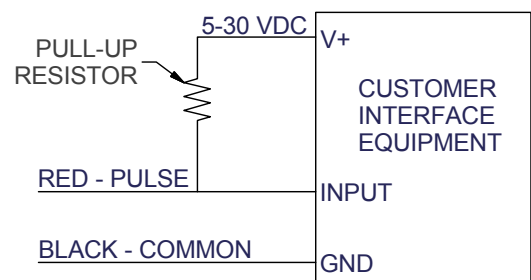 5-30 VDC
V+
PULL-UP
RESISTOR
CUSTOMER
INTERFACE
EQUIPMENT
RED - PULSE
INPUT
BLACK - COMMON
GND